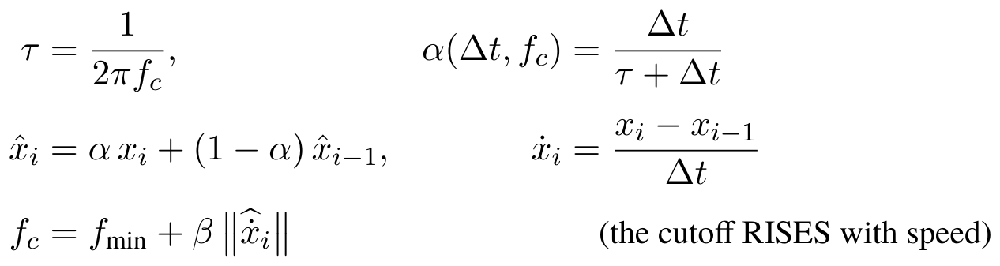 τ = 1/(2πf_c), α(Δt, f_c) = Δt/(τ + Δt)
x̂_i = α x_i + (1 − α) x̂_{i−1}, ẋ_i = (x_i − x_{i−1})/Δt
f_c = f_min + β ||\widehat{ẋ}_i|| (the cutoff RISES with speed)